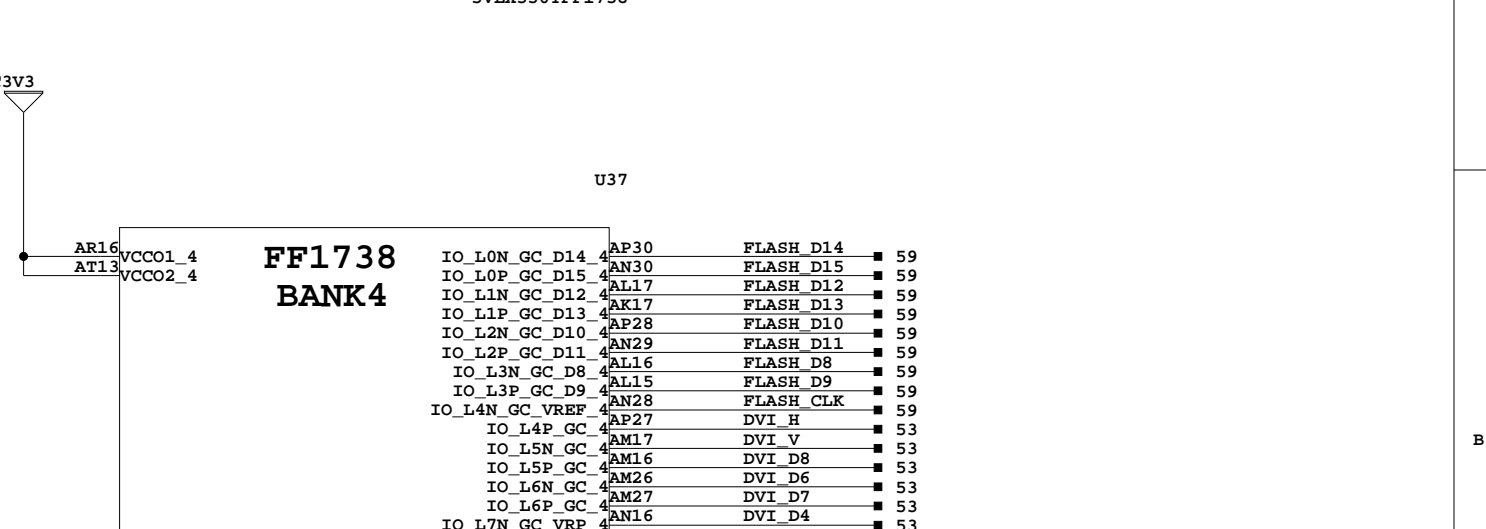 3V3
U37
AR16 VCCO1_4
AT13 VCCO2_4
FF1738
BANK4
IO_L0N_GC_D14_4 AP30 FLASH_D14 59
IO_L0P_GC_D15_4 AN30 FLASH_D15 59
IO_L1N_GC_D12_4 AL17 FLASH_D12 59
IO_L1P_GC_D13_4 AK17 FLASH_D13 59
IO_L2N_GC_D10_4 AP28 FLASH_D10 59
IO_L2P_GC_D11_4 AN29 FLASH_D11 59
IO_L3N_GC_D8_4 AL16 FLASH_D8 59
IO_L3P_GC_D9_4 AL15 FLASH_D9 59
IO_L4N_GC_VREF_4 AN28 FLASH_CLK 59
IO_L4P_GC_4 AP27 DVI_H 53
IO_L5N_GC_4 AM17 DVI_V 53
B
IO_L5P_GC_4 AM16 DVI_D8 53
IO_L6N_GC_4 AM26 DVI_D6 53
IO_L6P_GC_4 AM27 DVI_D7 53
IO_L7N_GC_VRP_4 AN16 DVI_D4 53